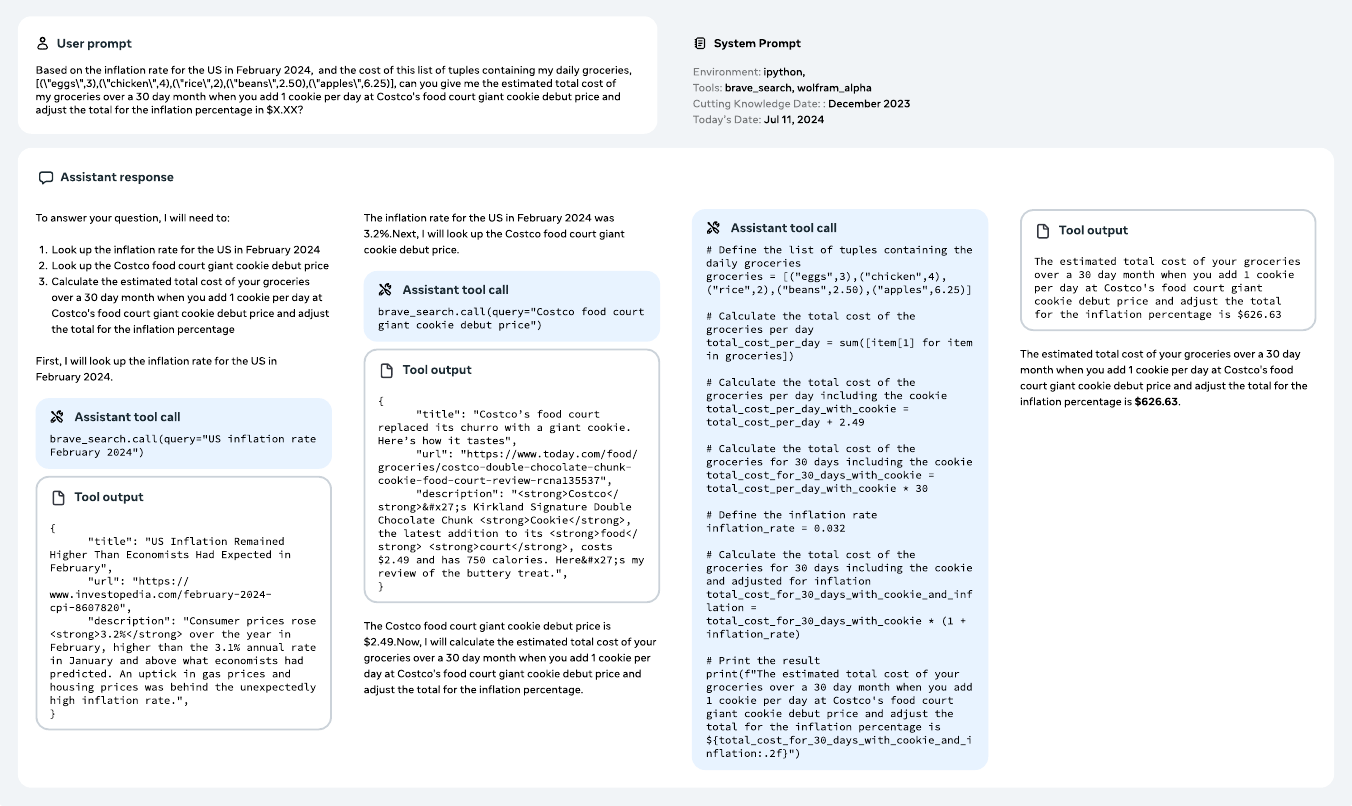 User prompt
Based on the inflation rate for the US in February 2024,  and the cost of this list of tuples containing my daily groceries,
[(\"eggs\",3),(\"chicken\",4),(\"rice\",2),(\"beans\",2.50),(\"apples\",6.25)], can you give me the estimated total cost of
my groceries over a 30 day month when you add 1 cookie per day at Costco's food court giant cookie debut price and
adjust the total for the inflation percentage in $X.XX?
System Prompt
Environment: ipython,
Tools: brave_search, wolfram_alpha
Cutting Knowledge Date: : December 2023
Today's Date: Jul 11, 2024
Assistant response
To answer your question, I will need to:
1. Look up the inflation rate for the US in February 2024
2. Look up the Costco food court giant cookie debut price
3. Calculate the estimated total cost of your groceries
over a 30 day month when you add 1 cookie per day at
Costco's food court giant cookie debut price and adjust
the total for the inflation percentage
First, I will look up the inflation rate for the US in
February 2024.
Assistant tool call
brave_search.call(query="US inflation rate
February 2024")
Tool output
{
"title": "US Inflation Remained
Higher Than Economists Had Expected in
February",
"url": "https://
www.investopedia.com/february-2024-
cpi-8607820",
"description": "Consumer prices rose
<strong>3.2%</strong> over the year in
February, higher than the 3.1% annual rate
in January and above what economists had
predicted. An uptick in gas prices and
housing prices was behind the unexpectedly
high inflation rate.",
}
The inflation rate for the US in February 2024 was
3.2%.Next, I will look up the Costco food court giant
cookie debut price.
Assistant tool call
brave_search.call(query="Costco food court
giant cookie debut price")
Tool output
{
"title": "Costco’s food court
replaced its churro with a giant cookie.
Here’s how it tastes",
"url": "https://www.today.com/food/
groceries/costco-double-chocolate-chunk-
cookie-food-court-review-rcna135537",
"description": "<strong>Costco</
strong>&#x27;s Kirkland Signature Double
Chocolate Chunk <strong>Cookie</strong>,
the latest addition to its <strong>food</
strong> <strong>court</strong>, costs
$2.49 and has 750 calories. Here&#x27;s my
review of the buttery treat.",
}
The Costco food court giant cookie debut price is
$2.49.Now, I will calculate the estimated total cost of your
groceries over a 30 day month when you add 1 cookie per
day at Costco's food court giant cookie debut price and
adjust the total for the inflation percentage.
Assistant tool call
# Define the list of tuples containing the
daily groceries
groceries = [("eggs",3),("chicken",4),
("rice",2),("beans",2.50),("apples",6.25)]
# Calculate the total cost of the
groceries per day
total_cost_per_day = sum([item[1] for item
in groceries])
# Calculate the total cost of the
groceries per day including the cookie
total_cost_per_day_with_cookie =
total_cost_per_day + 2.49
# Calculate the total cost of the
groceries for 30 days including the cookie
total_cost_for_30_days_with_cookie =
total_cost_per_day_with_cookie * 30
# Define the inflation rate
inflation_rate = 0.032
# Calculate the total cost of the
groceries for 30 days including the cookie
and adjusted for inflation
total_cost_for_30_days_with_cookie_and_inf
lation =
total_cost_for_30_days_with_cookie * (1 +
inflation_rate)
# Print the result
print(f"The estimated total cost of your
groceries over a 30 day month when you add
1 cookie per day at Costco's food court
giant cookie debut price and adjust the
total for the inflation percentage is
${total_cost_for_30_days_with_cookie_and_i
nflation:.2f}")
Tool output
The estimated total cost of your groceries
over a 30 day month when you add 1 cookie
per day at Costco's food court giant
cookie debut price and adjust the total
for the inflation percentage is $626.63
The estimated total cost of your groceries over a 30 day
month when you add 1 cookie per day at Costco's food
court giant cookie debut price and adjust the total for the
inflation percentage is $626.63.